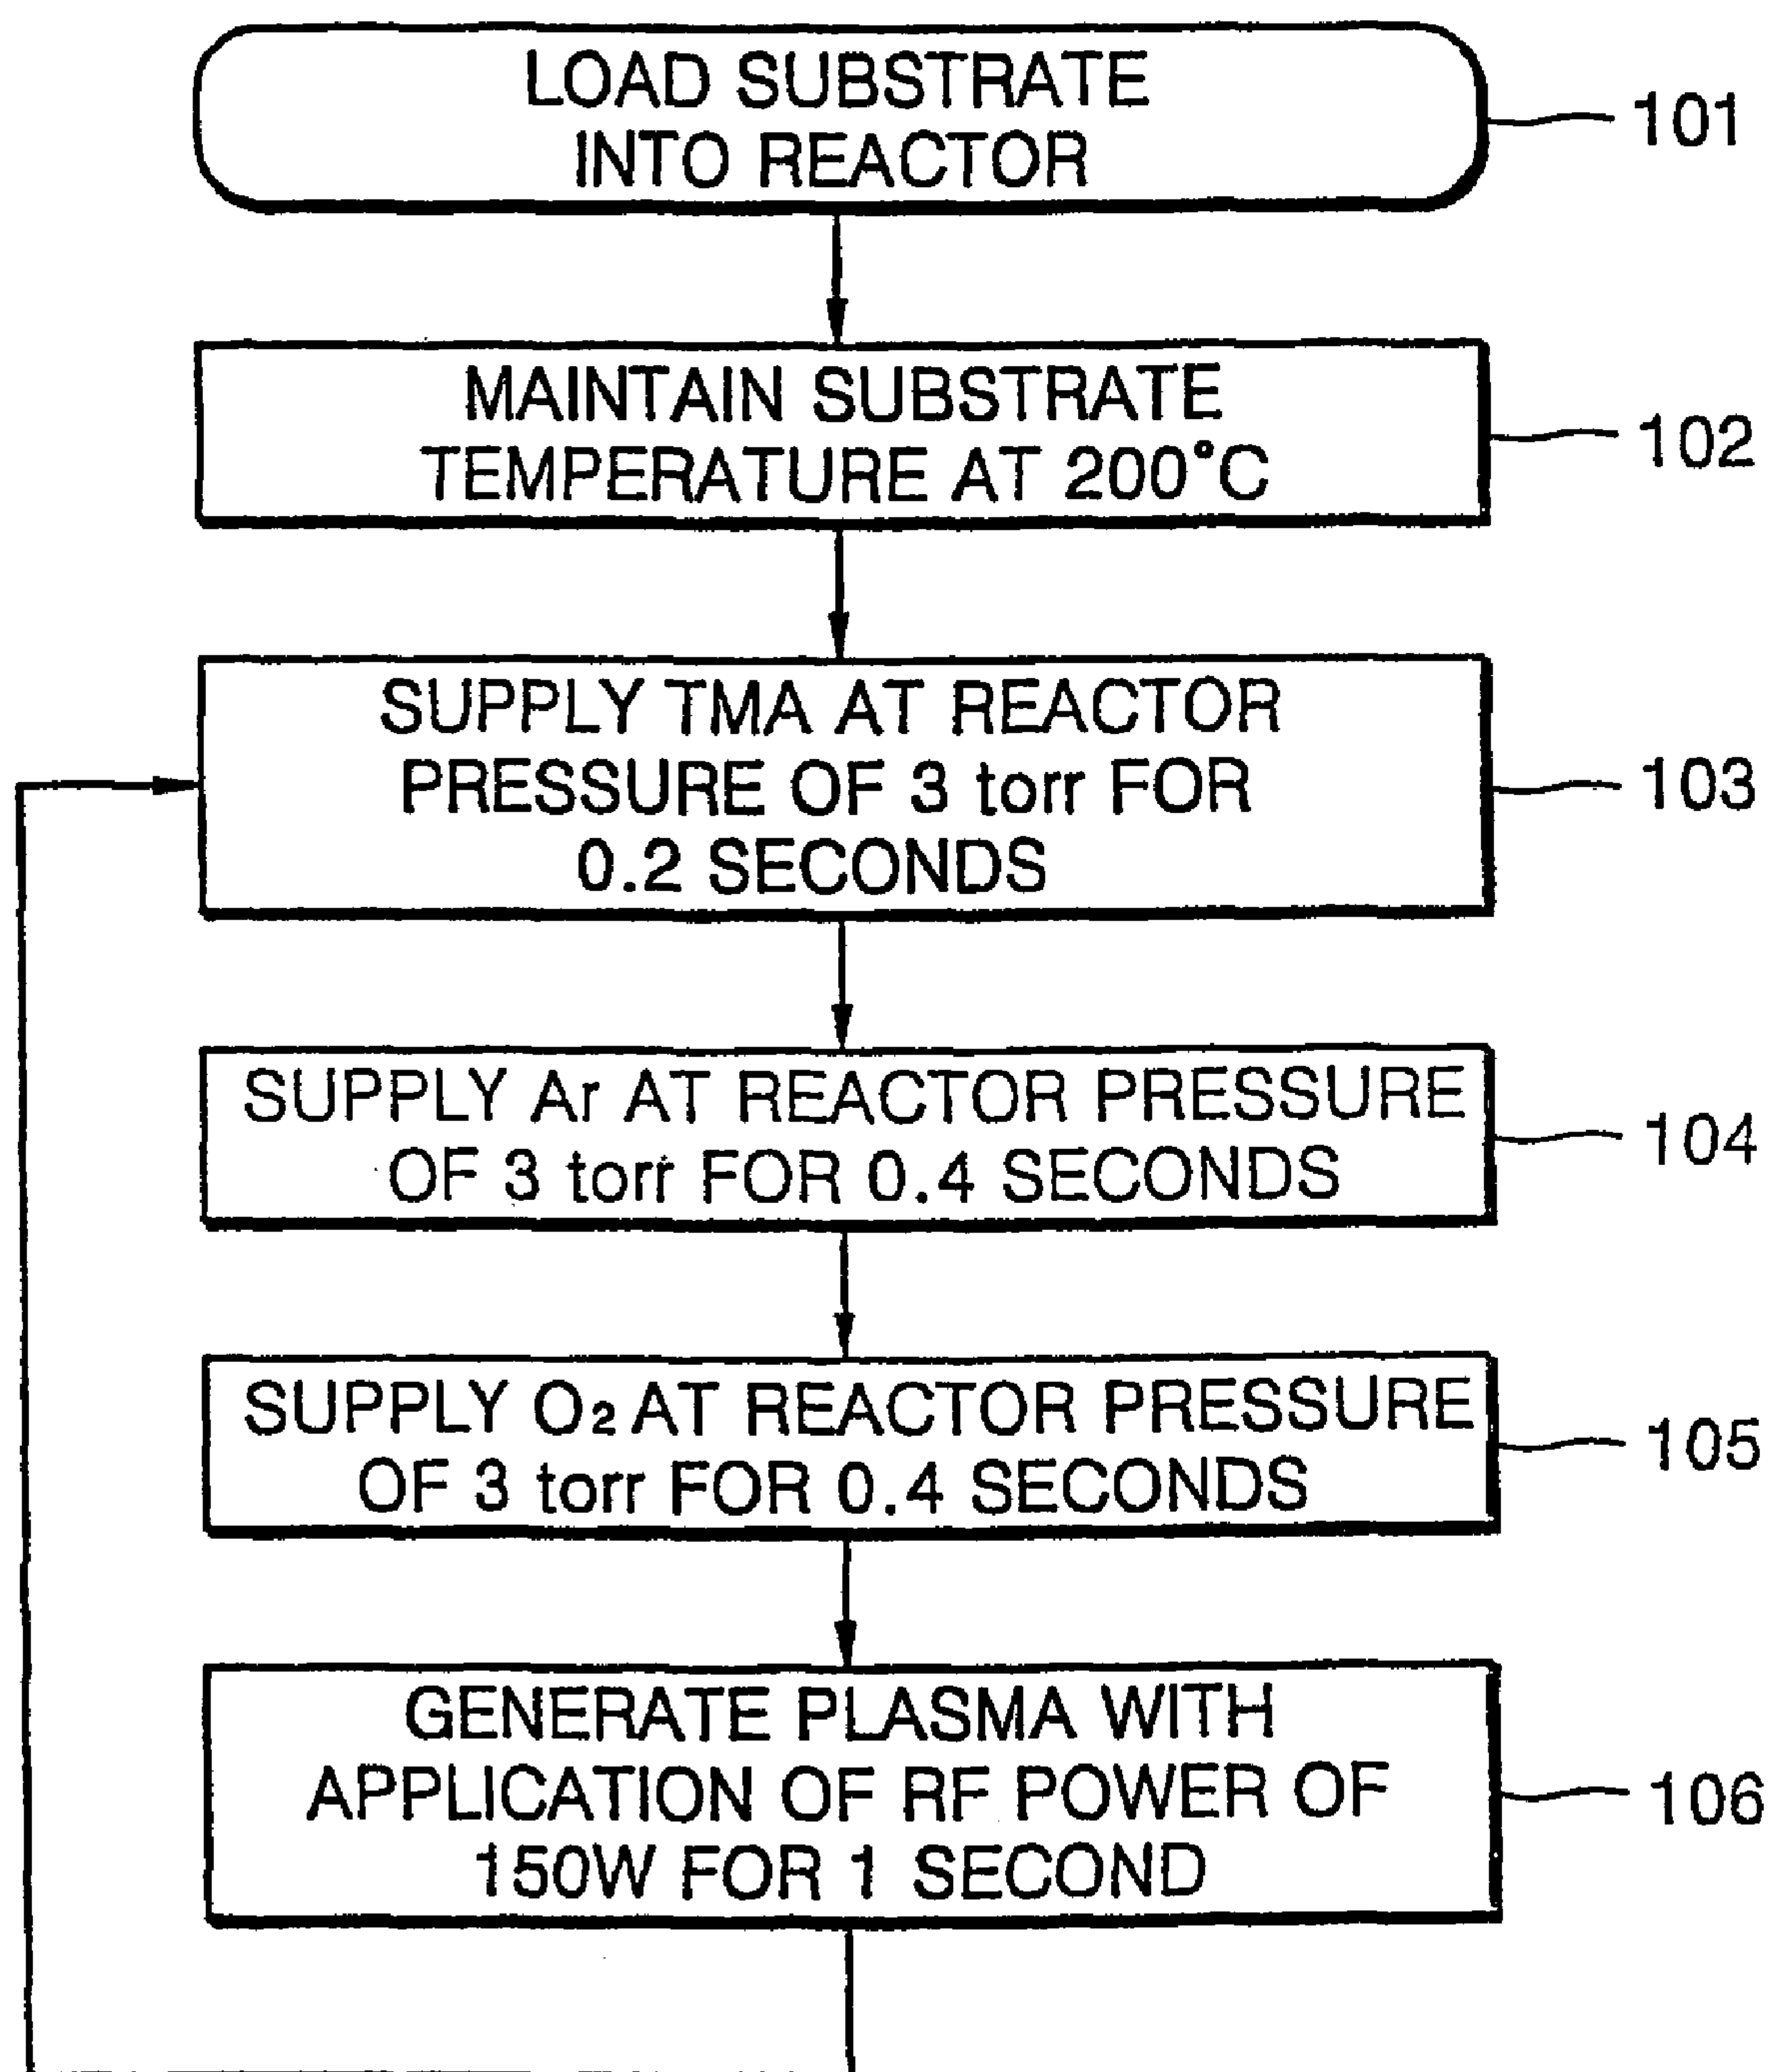 LOAD SUBSTRATE
INTO REACTOR
101
MAINTAIN SUBSTRATE
TEMPERATURE AT 200°C
102
SUPPLY TMA AT REACTOR
PRESSURE OF 3 torr FOR
0.2 SECONDS
103
SUPPLY Ar AT REACTOR PRESSURE
OF 3 torr FOR 0.4 SECONDS
104
SUPPLY O₂ AT REACTOR PRESSURE
OF 3 torr FOR 0.4 SECONDS
105
GENERATE PLASMA WITH
APPLICATION OF RF POWER OF
150W FOR 1 SECOND
106